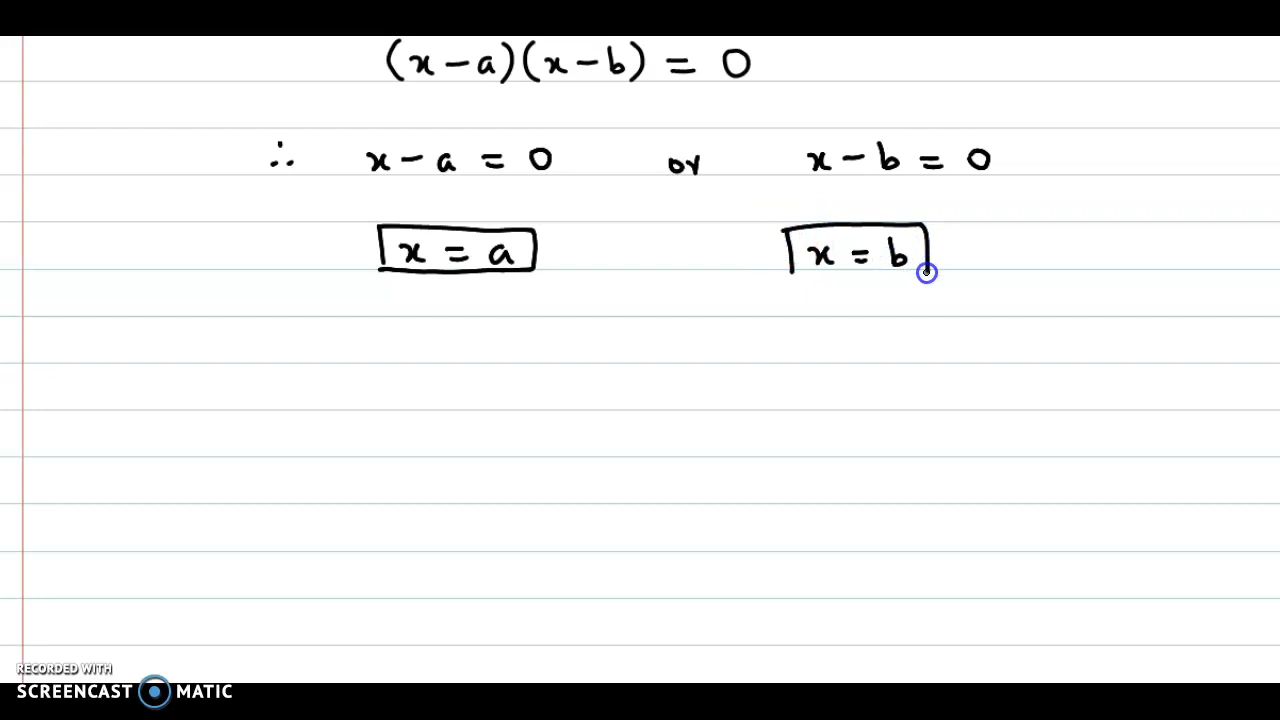 (x - a)(x - b) = 0
∴ x - a = 0 or x - b = 0
x = a x = b
RECORDED WITH
SCREENCAST MATIC